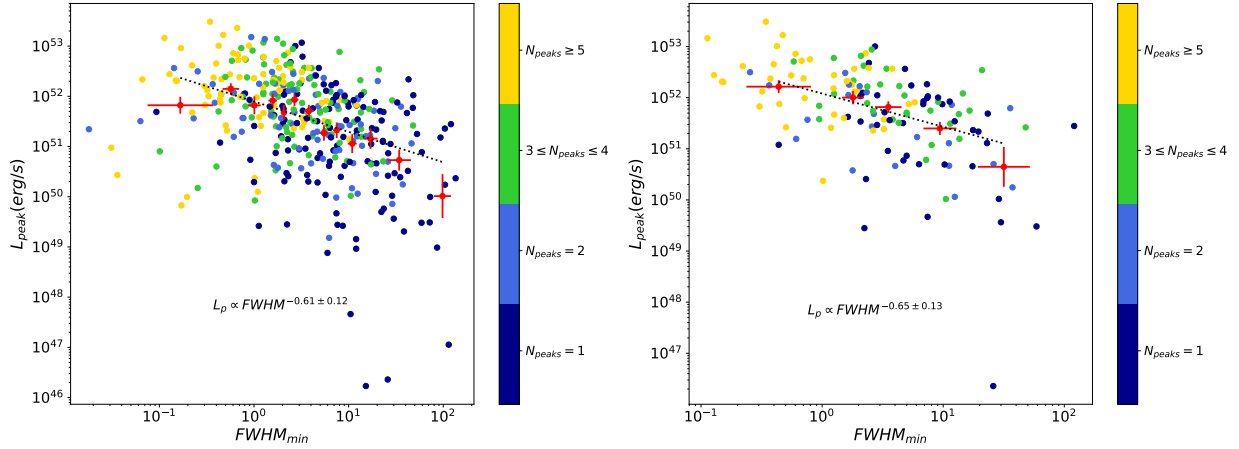 10^53
10^52
10^51
10^50
10^49
10^48
10^47
10^46
L_peak(erg/s)
10^−1
10^0
10^1
10^2
FWHM_min
L_p ∝ FWHM^−0.61 ± 0.12
N_peaks ≥ 5
3 ≤ N_peaks ≤ 4
N_peaks = 2
N_peaks = 1
10^53
10^52
10^51
10^50
10^49
10^48
10^47
L_peak(erg/s)
10^−1
10^0
10^1
10^2
FWHM_min
L_p ∝ FWHM^−0.65 ± 0.13
N_peaks ≥ 5
3 ≤ N_peaks ≤ 4
N_peaks = 2
N_peaks = 1